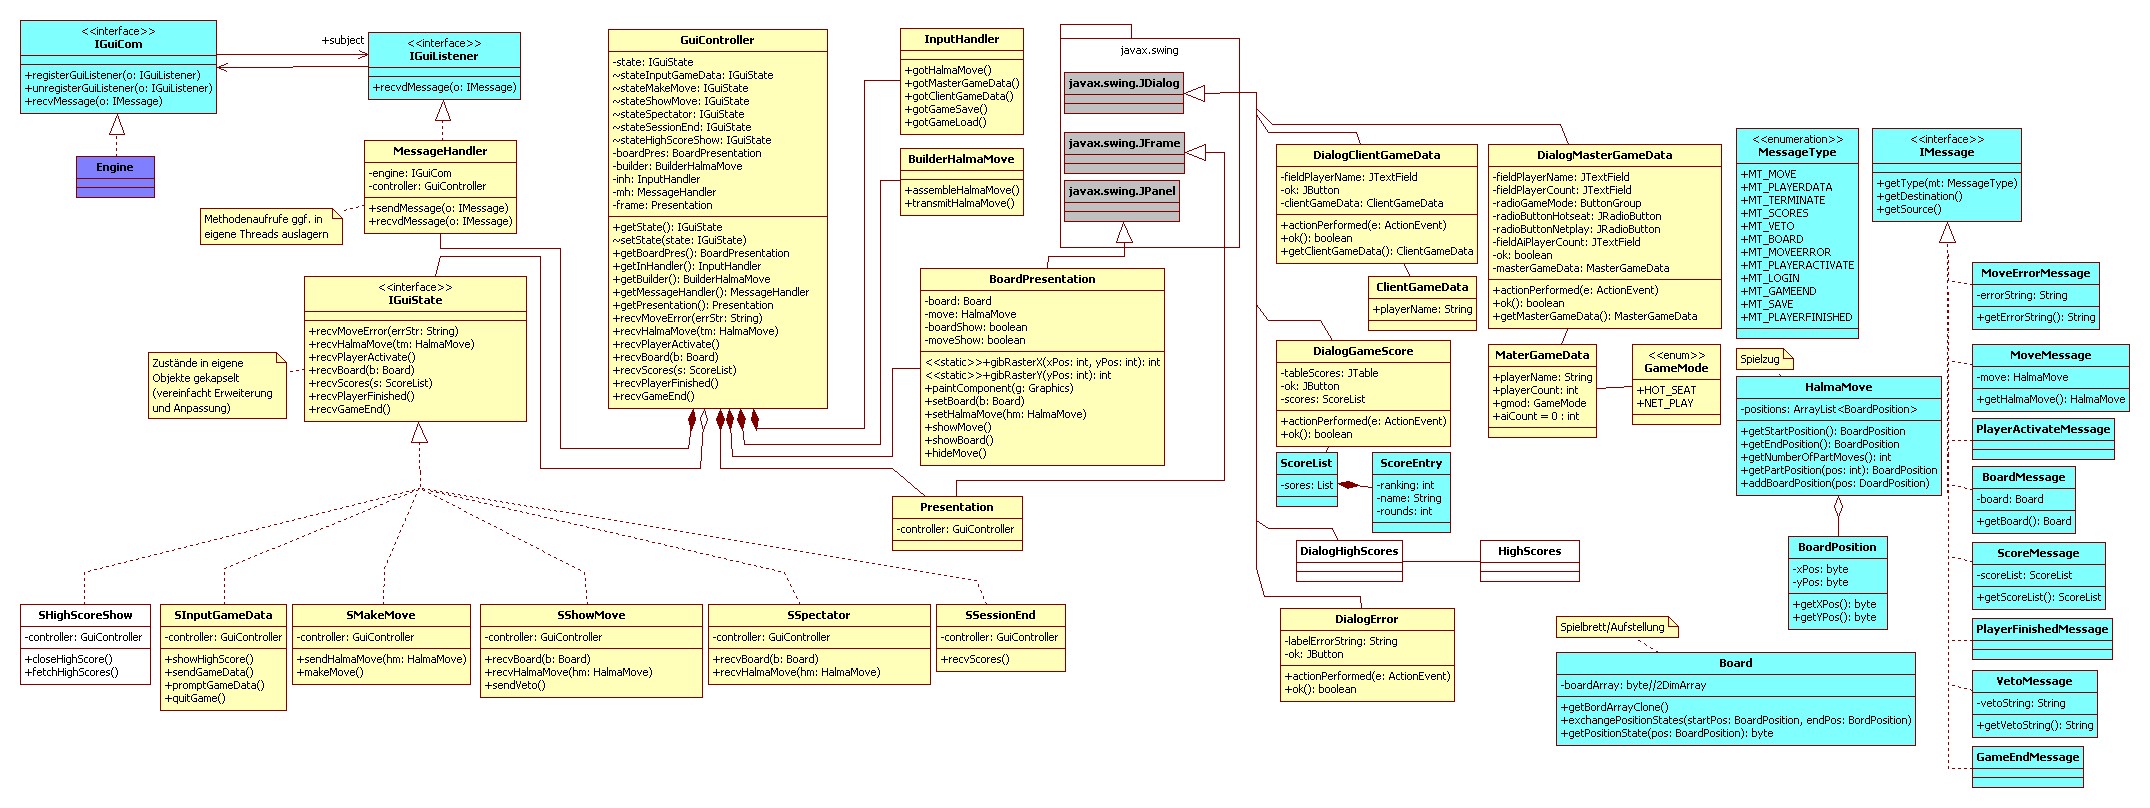 <<interface>>
IGuiCom
+registerGuiListener(o: IGuiListener)
+unregisterGuiListener(o: IGuiListener)
+recvMessage(o: IMessage)
+subject
<<interface>>
IGuiListener
+recvdMessage(o: IMessage)
Engine
MessageHandler
-engine: IGuiCom
-controller: GuiController
+sendMessage(o: IMessage)
+recvdMessage(o: IMessage)
Methodenaufrufe ggf. in
eigene Threads auslagern
<<interface>>
IGuiState
+recvMoveError(errStr: String)
+recvHalmaMove(tm: HalmaMove)
+recvPlayerActivate()
+recvBoard(b: Board)
+recvScores(s: ScoreList)
+recvPlayerFinished()
+recvGameEnd()
Zustände in eigene
Objekte gekapselt
(vereinfacht Erweiterung
und Anpassung)
GuiController
-state: IGuiState
~stateInputGameData: IGuiState
~stateMakeMove: IGuiState
~stateShowMove: IGuiState
~stateSpectator: IGuiState
~stateSessionEnd: IGuiState
~stateHighScoreShow: IGuiState
-boardPres: BoardPresentation
-builder: BuilderHalmaMove
-inh: InputHandler
-mh: MessageHandler
-frame: Presentation
+getState(): IGuiState
~setState(state: IGuiState)
+getBoardPres(): BoardPresentation
+getInHandler(): InputHandler
+getBuilder(): BuilderHalmaMove
+getMessageHandler(): MessageHandler
+getPresentation(): Presentation
+recvMoveError(errStr: String)
+recvHalmaMove(tm: HalmaMove)
+recvPlayerActivate()
+recvBoard(b: Board)
+recvScores(s: ScoreList)
+recvPlayerFinished()
+recvGameEnd()
InputHandler
+gotHalmaMove()
+gotMasterGameData()
+gotClientGameData()
+gotGameSave()
+gotGameLoad()
BuilderHalmaMove
+assembleHalmaMove()
+transmitHalmaMove()
javax.swing
javax.swing.JDialog
javax.swing.JFrame
javax.swing.JPanel
BoardPresentation
-board: Board
-move: HalmaMove
-boardShow: boolean
-moveShow: boolean
<<static>>+gibRasterX(xPos: int, yPos: int): int
<<static>>+gibRasterY(yPos: int): int
+paintComponent(g: Graphics)
+setBoard(b: Board)
+setHalmaMove(hm: HalmaMove)
+showMove()
+showBoard()
+hideMove()
Presentation
-controller: GuiController
SHighScoreShow
-controller: GuiController
+closeHighScore()
+fetchHighScores()
SInputGameData
-controller: GuiController
+showHighScore()
+sendGameData()
+promptGameData()
+quitGame()
SMakeMove
-controller: GuiController
+sendHalmaMove(hm: HalmaMove)
+makeMove()
SShowMove
-controller: GuiController
+recvBoard(b: Board)
+recvHalmaMove(hm: HalmaMove)
+sendVeto()
SSpectator
-controller: GuiController
+recvBoard(b: Board)
+recvHalmaMove(hm: HalmaMove)
SSessionEnd
-controller: GuiController
+recvScores()
DialogClientGameData
-fieldPlayerName: JTextField
-ok: JButton
-clientGameData: ClientGameData
+actionPerformed(e: ActionEvent)
+ok(): boolean
+getClientGameData(): ClientGameData
ClientGameData
+playerName: String
DialogMasterGameData
-fieldPlayerName: JTextField
-fieldPlayerCount: JTextField
-radioGameMode: ButtonGroup
-radioButtonHotseat: JRadioButton
-radioButtonNetplay: JRadioButton
-fieldAiPlayerCount: JTextField
-ok: boolean
-masterGameData: MasterGameData
+actionPerformed(e: ActionEvent)
+ok(): boolean
+getMasterGameData(): MasterGameData
MaterGameData
+playerName: String
+playerCount: int
+gmod: GameMode
+aiCount = 0 : int
<<enum>>
GameMode
+HOT_SEAT
+NET_PLAY
DialogGameScore
-tableScores: JTable
-ok: JButton
-scores: ScoreList
+actionPerformed(e: ActionEvent)
+ok(): boolean
ScoreList
-sores: List
ScoreEntry
-ranking: int
-name: String
-rounds: int
DialogHighScores
HighScores
DialogError
-labelErrorString: String
-ok: JButton
+actionPerformed(e: ActionEvent)
+ok(): boolean
<<enumeration>>
MessageType
+MT_MOVE
+MT_PLAYERDATA
+MT_TERMINATE
+MT_SCORES
+MT_VETO
+MT_BOARD
+MT_MOVEERROR
+MT_PLAYERACTIVATE
+MT_LOGIN
+MT_GAMEEND
+MT_SAVE
+MT_PLAYERFINISHED
<<interface>>
IMessage
+getType(mt: MessageType)
+getDestination()
+getSource()
Spielzug
HalmaMove
-positions: ArrayList<BoardPosition>
+getStartPosition(): BoardPosition
+getEndPosition(): BoardPosition
+getNumberOfPartMoves(): int
+getPartPosition(pos: int): BoardPosition
+addBoardPosition(pos: DoardPosition)
BoardPosition
-xPos: byte
-yPos: byte
+getXPos(): byte
+getYPos(): byte
Spielbrett/Aufstellung
Board
-boardArray: byte//2DimArray
+getBordArrayClone()
+exchangePositionStates(startPos: BoardPosition, endPos: BordPosition)
+getPositionState(pos: BoardPosition): byte
MoveErrorMessage
-errorString: String
+getErrorString(): String
MoveMessage
-move: HalmaMove
+getHalmaMove(): HalmaMove
PlayerActivateMessage
BoardMessage
-board: Board
+getBoard(): Board
ScoreMessage
-scoreList: ScoreList
+getScoreList(): ScoreList
PlayerFinishedMessage
VetoMessage
-vetoString: String
+getVetoString(): String
GameEndMessage